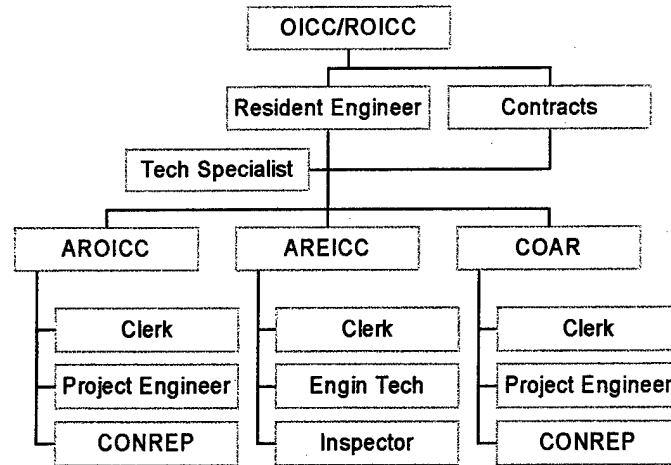 OICC/ROICC
Resident Engineer
Contracts
Tech Specialist
AROICC
AREICC
COAR
Clerk
Clerk
Clerk
Project Engineer
Engin Tech
Project Engineer
CONREP
Inspector
CONREP